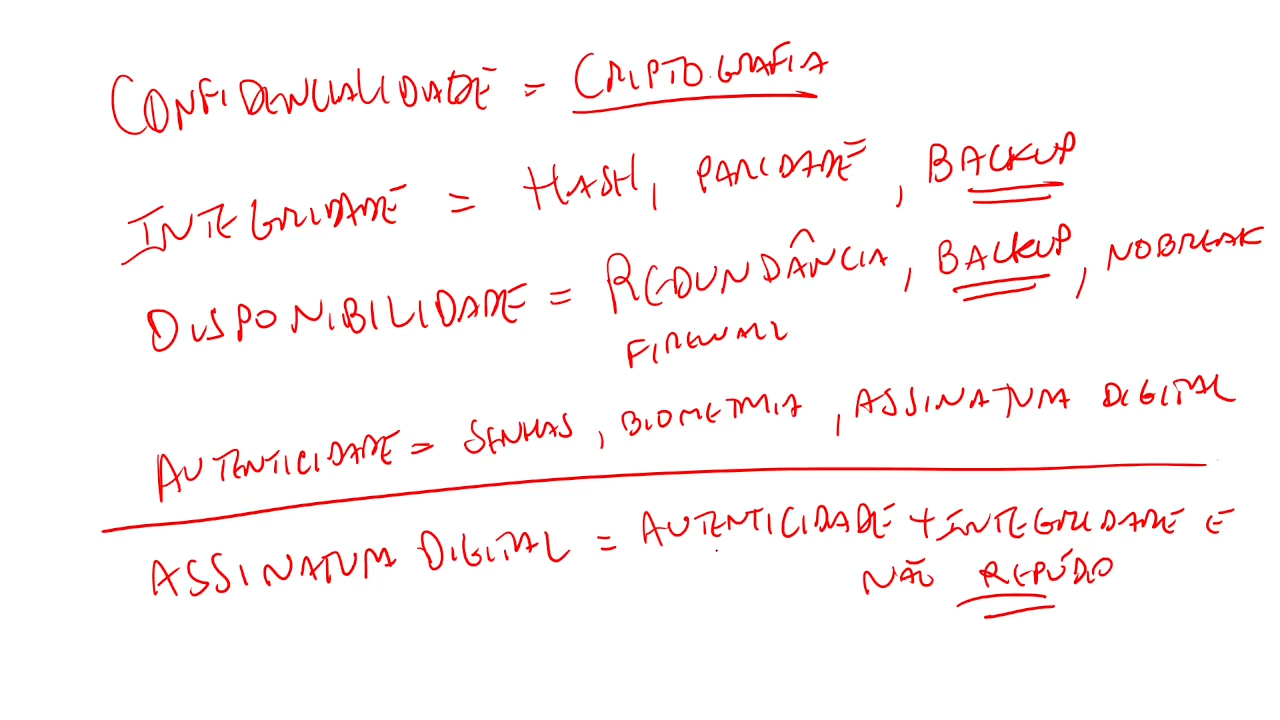 CONFIDENCIALIDADE = CRIPTOGRAFIA
INTEGRIDADE = HASH, PARIDADE, BACKUP
DISPONIBILIDADE = REDUNDÂNCIA, BACKUP, NOBREAK
FIREWALL
AUTENTICIDADE = SENHAS, BIOMETRIA, ASSINATURA DIGITAL
ASSINATURA DIGITAL = AUTENTICIDADE + INTEGRIDADE E
NÃO REPÚDIO